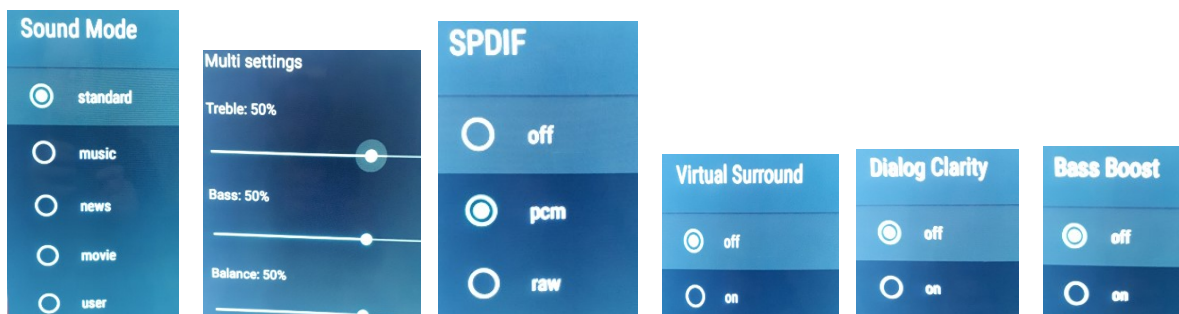 Sound Mode
standard
music
news
movie
user
Multi settings
Treble: 50%
Bass: 50%
Balance: 50%
SPDIF
off
pcm
raw
Virtual Surround
off
on
Dialog Clarity
off
on
Bass Boost
off
on